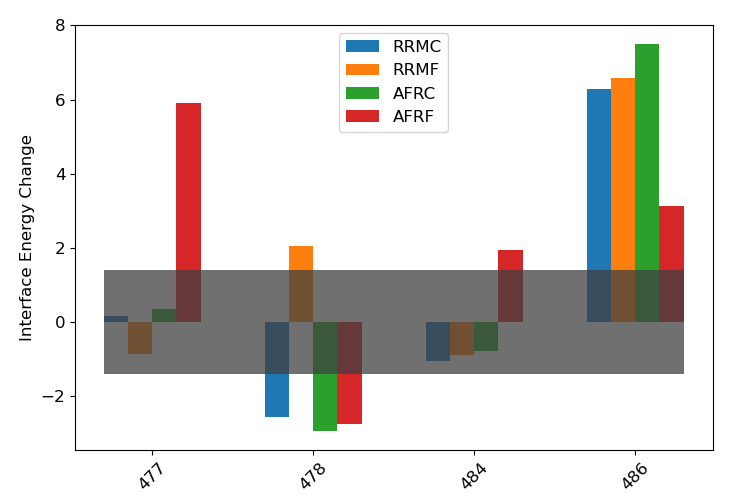 8
6
4
2
0
−2
Interface Energy Change
RRMC
RRMF
AFRC
AFRF
477
478
484
486